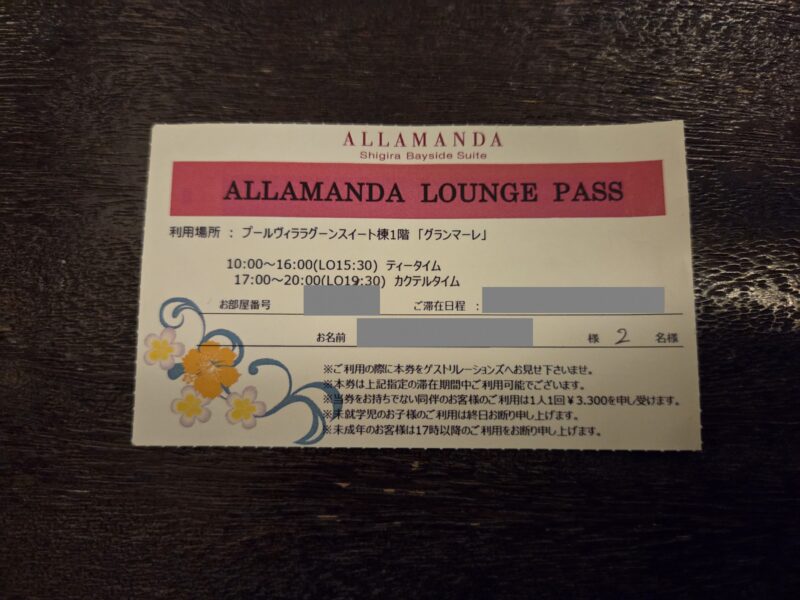 ALLAMANDA
Shigira Bayside Suite
ALLAMANDA LOUNGE PASS
利用場所 : プールヴィララグーンスイート棟1階 「グランマーレ」
10:00～16:00(LO15:30) ティータイム
17:00～20:00(LO19:30) カクテルタイム
お部屋番号 ご滞在日程 :
お名前 様 2 名様
※ご利用の際に本券をゲストリレーションズへお見せ下さいませ。
※本券は上記指定の滞在期間中ご利用可能でございます。
※当券をお持ちでない同伴のお客様のご利用は1人1回¥3,300を申し受けます。
※未就学児のお子様のご利用は終日お断り申し上げます。
※未成年のお客様は17時以降のご利用をお断り申し上げます。